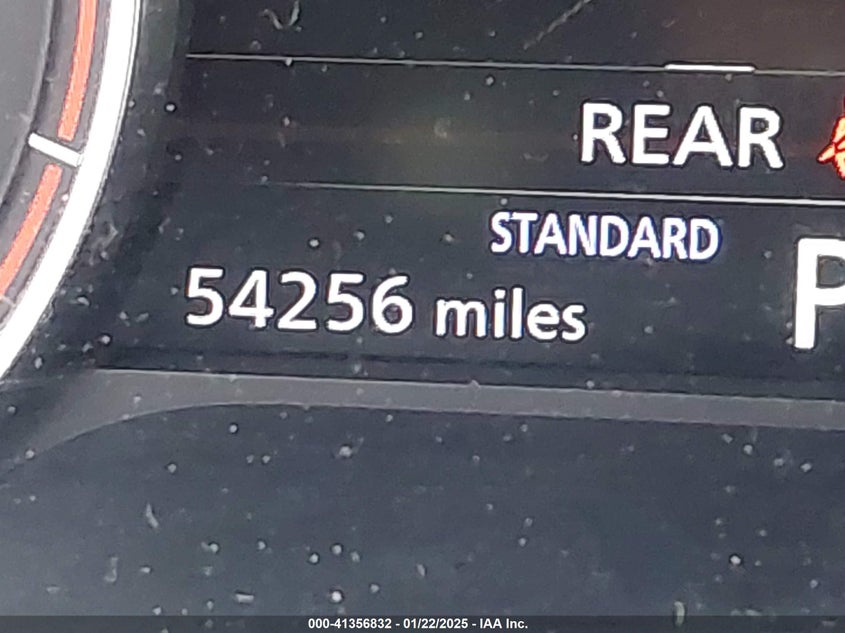 REAR
STANDARD
54256 miles
P
000-41356832 - 01/22/2025 - IAA Inc.